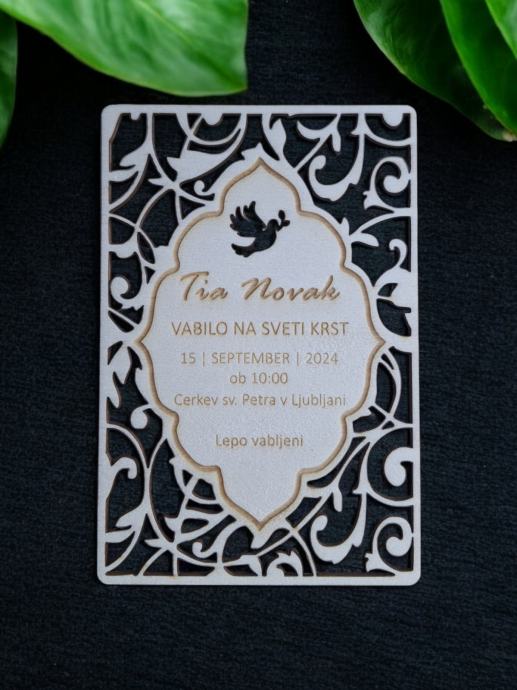 Tia Novak
VABILO NA SVETI KRST
15 | SEPTEMBER | 2024
ob 10:00
Cerkev sv. Petra v Ljubljani
Lepo vabljeni